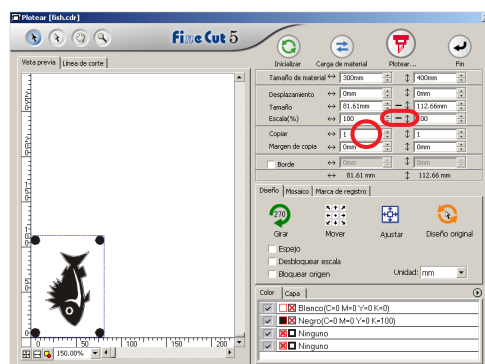 Plotear [fish.cdr]
Fine Cut 5
Inicializar Carga de material Plotear... Fin
Vista previa Linea de corte
Tamaño de material 300mm 400mm
Desplazamiento 0mm 0mm
Tamaño 81.61mm 112.66mm
Escala(%) 100 100
Copiar 1 1
Margen de copia 0mm 0mm
Borde 0mm 0mm
81.61 mm 112.66 mm
Diseño Mosaico Marca de registro
270
Girar Mover Ajustar Diseño original
Espejo
Desbloquear escala
Bloquear origen Unidad: mm
Color Capa
Blanco(C=0 M=0 Y=0 K=0)
Negro(C=0 M=0 Y=0 K=100)
Ninguno
Ninguno
0 50 100 150 200
150.00%